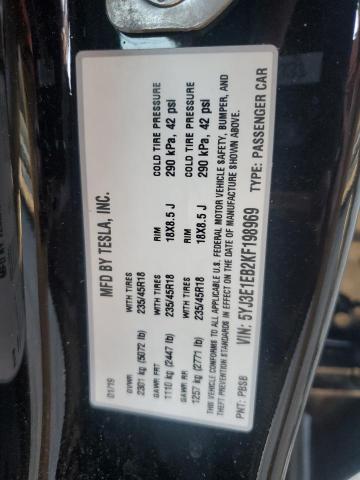 MFD BY TESLA, INC.
01/19
GVWR
2301 kg (5072 lb)
WITH TIRES
235/45R18
RIM
18X8.5 J
COLD TIRE PRESSURE
290 kPa, 42 psi
GAWR FRT
1110 kg (2447 lb)
WITH TIRES
235/45R18
RIM
18X8.5 J
COLD TIRE PRESSURE
290 kPa, 42 psi
GAWR RR
1257 kg (2771 lb)
WITH TIRES
235/45R18
THIS VEHICLE CONFORMS TO ALL APPLICABLE U.S. FEDERAL MOTOR VEHICLE SAFETY, BUMPER, AND
THEFT PREVENTION STANDARDS IN EFFECT ON THE DATE OF MANUFACTURE SHOWN ABOVE.
VIN: 5YJ3E1EB2KF198969
TYPE: PASSENGER CAR
PNT: PBSB